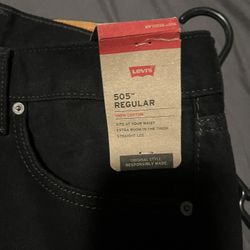 Levi's
505™
REGULAR
100% COTTON
SITS AT YOUR WAIST
EXTRA ROOM IN THE THIGH
STRAIGHT LEG
ORIGINAL STYLE
RESPONSIBLY MADE